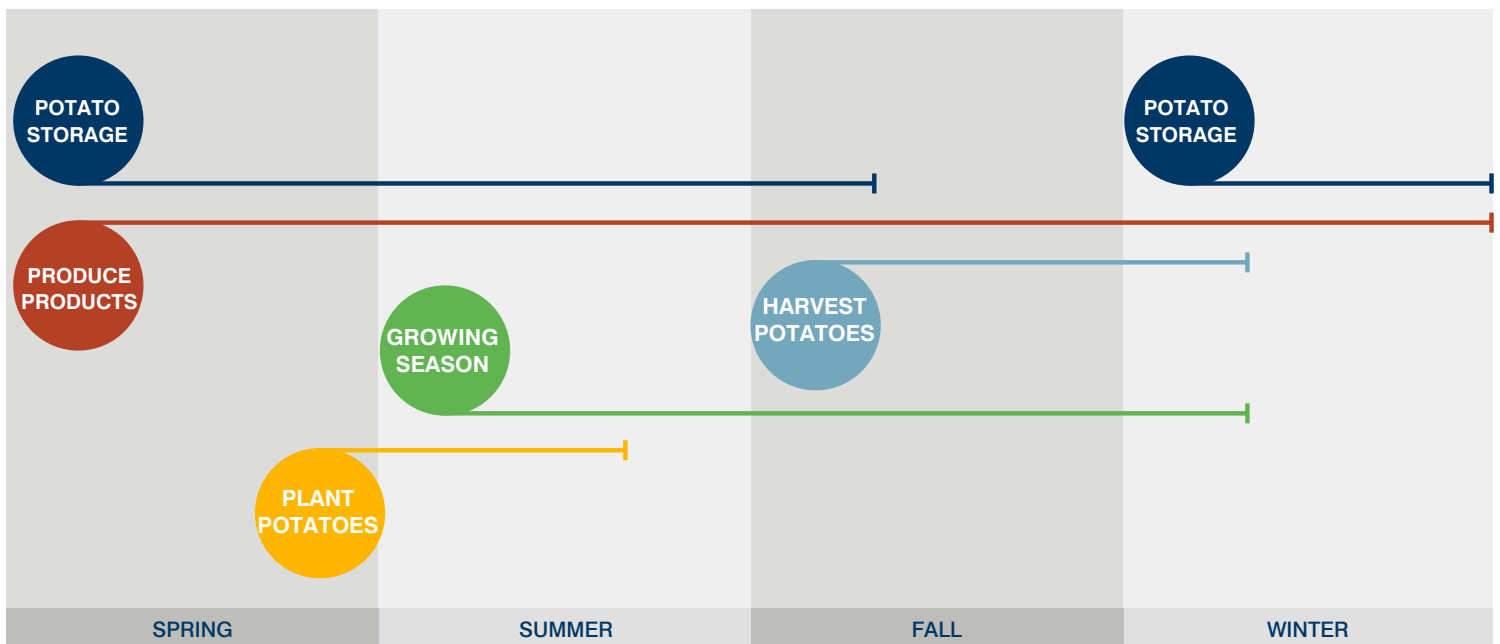 POTATO
STORAGE
POTATO
STORAGE
PRODUCE
PRODUCTS
HARVEST
POTATOES
GROWING
SEASON
PLANT
POTATOES
SPRING
SUMMER
FALL
WINTER